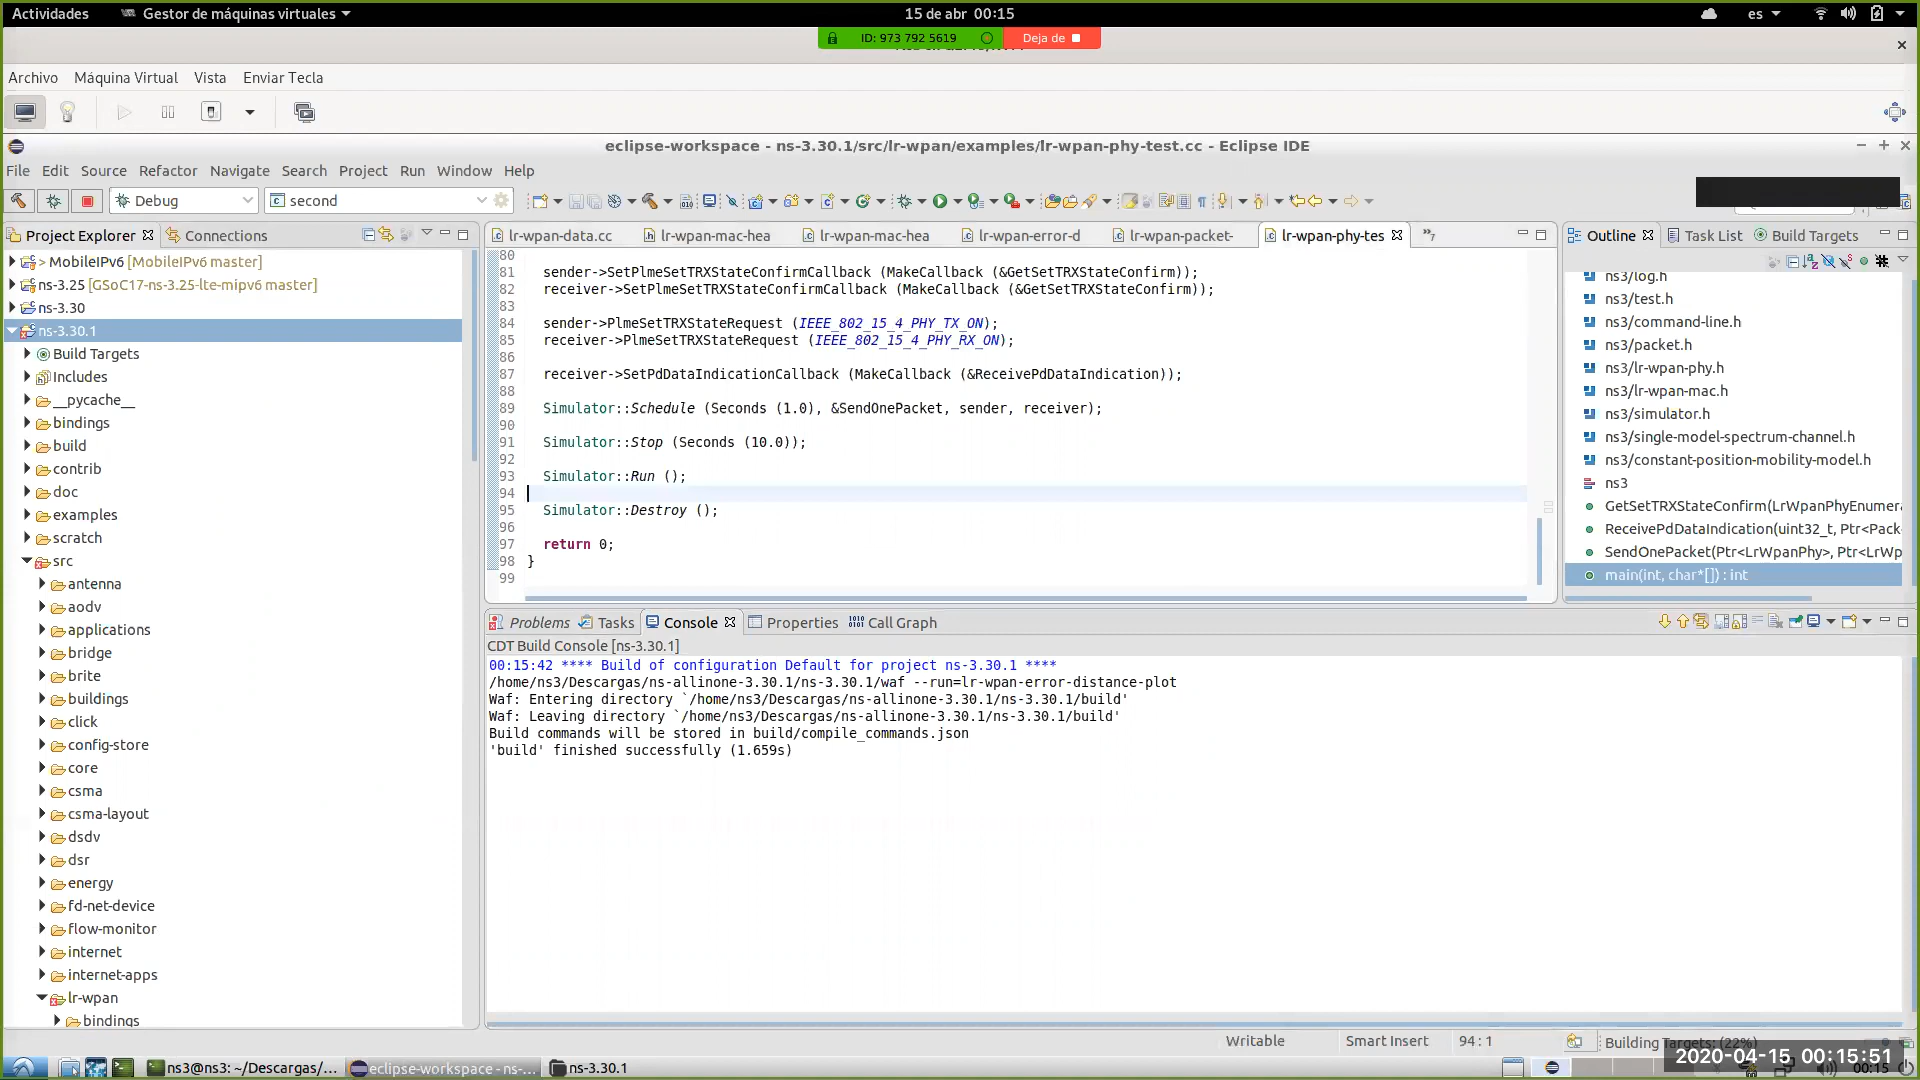 Actividades
Gestor de máquinas virtuales
15 de abr 00:15
es
ID: 973 792 5619
Deja de
Archivo Máquina Virtual Vista Enviar Tecla
eclipse-workspace - ns-3.30.1/src/lr-wpan/examples/lr-wpan-phy-test.cc - Eclipse IDE
File Edit Source Refactor Navigate Search Project Run Window Help
Debug
second
Project Explorer
Connections
> MobileIPv6 [MobileIPv6 master]
ns-3.25 [GSoC17-ns-3.25-lte-mipv6 master]
ns-3.30
ns-3.30.1
Build Targets
Includes
__pycache__
bindings
build
contrib
doc
examples
scratch
src
antenna
aodv
applications
bridge
brite
buildings
click
config-store
core
csma
csma-layout
dsdv
dsr
energy
fd-net-device
flow-monitor
internet
internet-apps
lr-wpan
bindings
lr-wpan-data.cc
lr-wpan-mac-hea
lr-wpan-mac-hea
lr-wpan-error-d
lr-wpan-packet-
lr-wpan-phy-tes
»7
80
81 sender->SetPlmeSetTRXStateConfirmCallback (MakeCallback (&GetSetTRXStateConfirm));
82 receiver->SetPlmeSetTRXStateConfirmCallback (MakeCallback (&GetSetTRXStateConfirm));
83
84 sender->PlmeSetTRXStateRequest (IEEE_802_15_4_PHY_TX_ON);
85 receiver->PlmeSetTRXStateRequest (IEEE_802_15_4_PHY_RX_ON);
86
87 receiver->SetPdDataIndicationCallback (MakeCallback (&ReceivePdDataIndication));
88
89 Simulator::Schedule (Seconds (1.0), &SendOnePacket, sender, receiver);
90
91 Simulator::Stop (Seconds (10.0));
92
93 Simulator::Run ();
94
95 Simulator::Destroy ();
96
97 return 0;
98 }
99
Outline
Task List
Build Targets
ns3/log.h
ns3/test.h
ns3/command-line.h
ns3/packet.h
ns3/lr-wpan-phy.h
ns3/lr-wpan-mac.h
ns3/simulator.h
ns3/single-model-spectrum-channel.h
ns3/constant-position-mobility-model.h
ns3
GetSetTRXStateConfirm(LrWpanPhyEnumera
ReceivePdDataIndication(uint32_t, Ptr<Pack
SendOnePacket(Ptr<LrWpanPhy>, Ptr<LrWp
main(int, char*[]) : int
Problems
Tasks
Console
Properties
Call Graph
CDT Build Console [ns-3.30.1]
00:15:42 **** Build of configuration Default for project ns-3.30.1 ****
/home/ns3/Descargas/ns-allinone-3.30.1/ns-3.30.1/waf --run=lr-wpan-error-distance-plot
Waf: Entering directory `/home/ns3/Descargas/ns-allinone-3.30.1/ns-3.30.1/build'
Waf: Leaving directory `/home/ns3/Descargas/ns-allinone-3.30.1/ns-3.30.1/build'
Build commands will be stored in build/compile_commands.json
'build' finished successfully (1.659s)
Writable
Smart Insert
94 : 1
Building Targets: (22%)
ns3@ns3: ~/Descargas/...
eclipse-workspace - ns-...
ns-3.30.1
2020-04-15 00:15:51
00:15